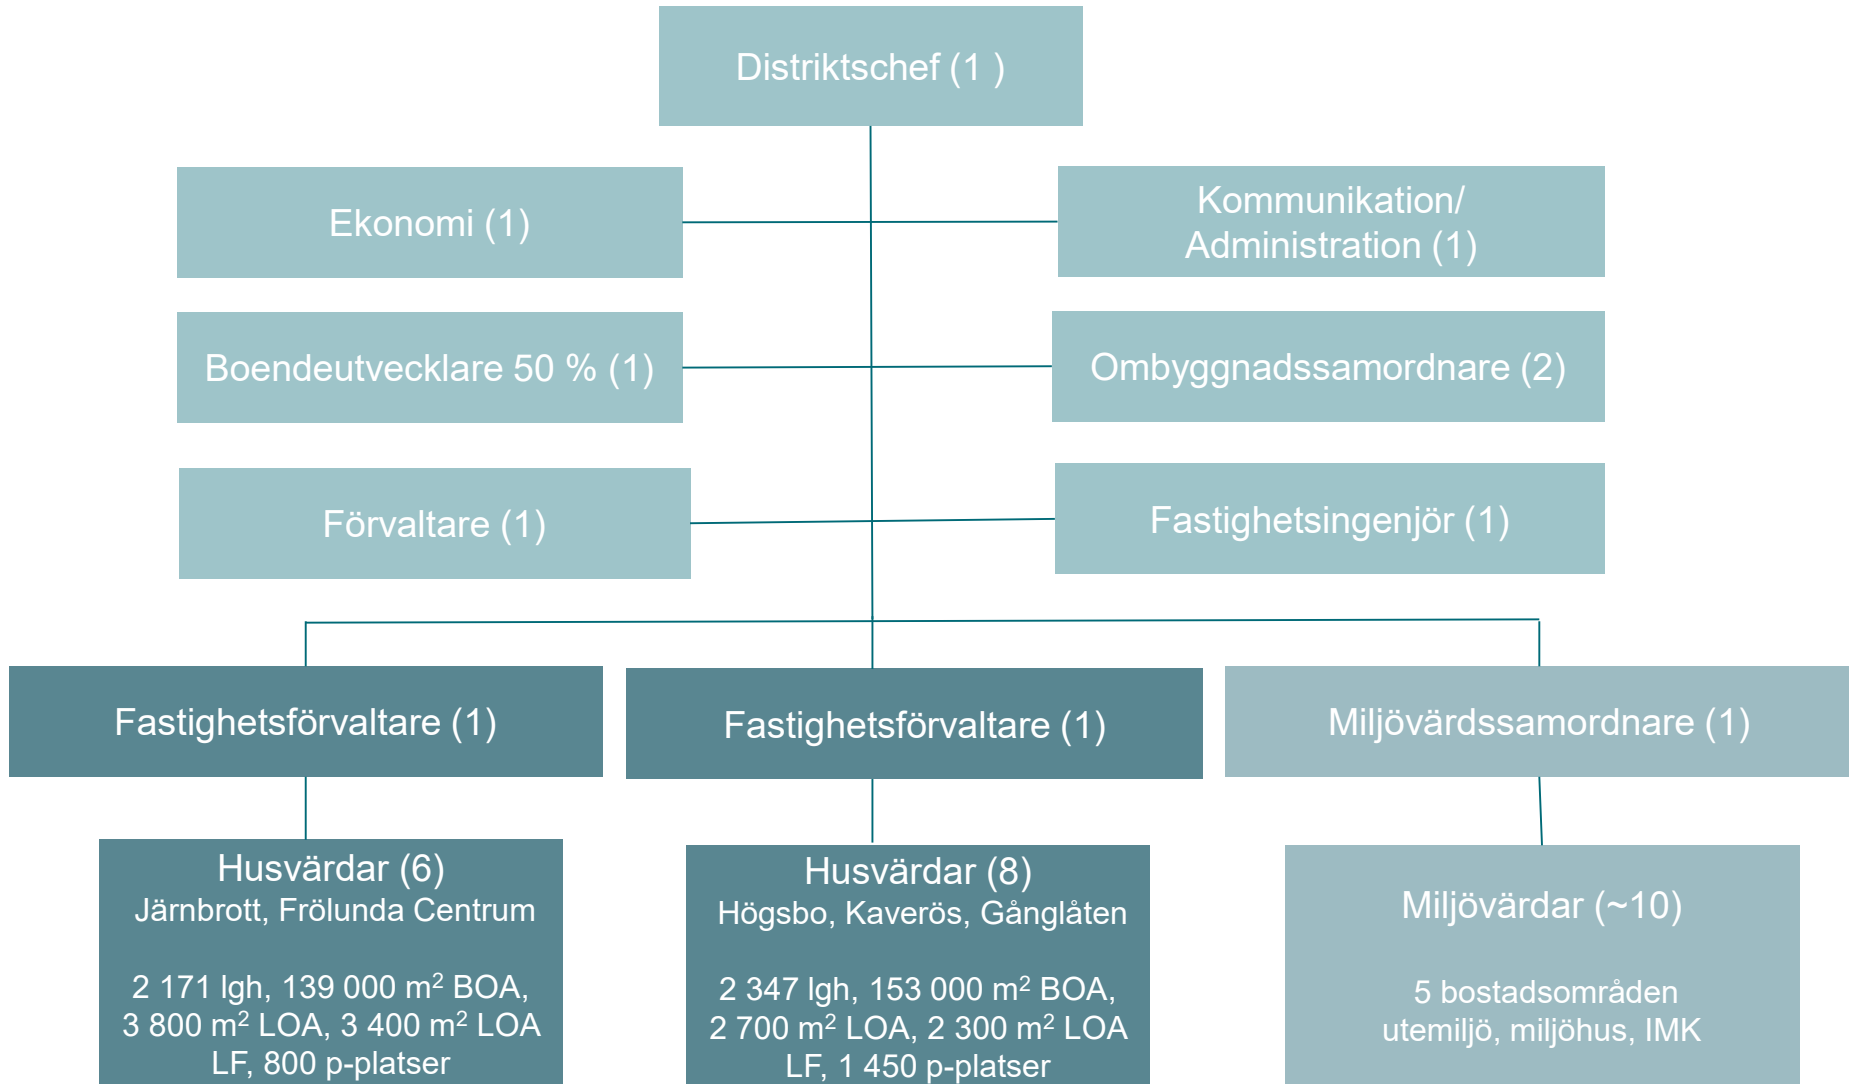 Distriktschef (1 )
Ekonomi (1)
Kommunikation/
Administration (1)
Boendeutvecklare 50 % (1)
Ombyggnadssamordnare (2)
Förvaltare (1)
Fastighetsingenjör (1)
Fastighetsförvaltare (1)
Fastighetsförvaltare (1)
Miljövärdssamordnare (1)
Husvärdar (6)
Järnbrott, Frölunda Centrum
2 171 lgh, 139 000 m² BOA,
3 800 m² LOA, 3 400 m² LOA
LF, 800 p-platser
Husvärdar (8)
Högsbo, Kaverös, Gånglåten
2 347 lgh, 153 000 m² BOA,
2 700 m² LOA, 2 300 m² LOA
LF, 1 450 p-platser
Miljövärdar (~10)
5 bostadsområden
utemiljö, miljöhus, IMK